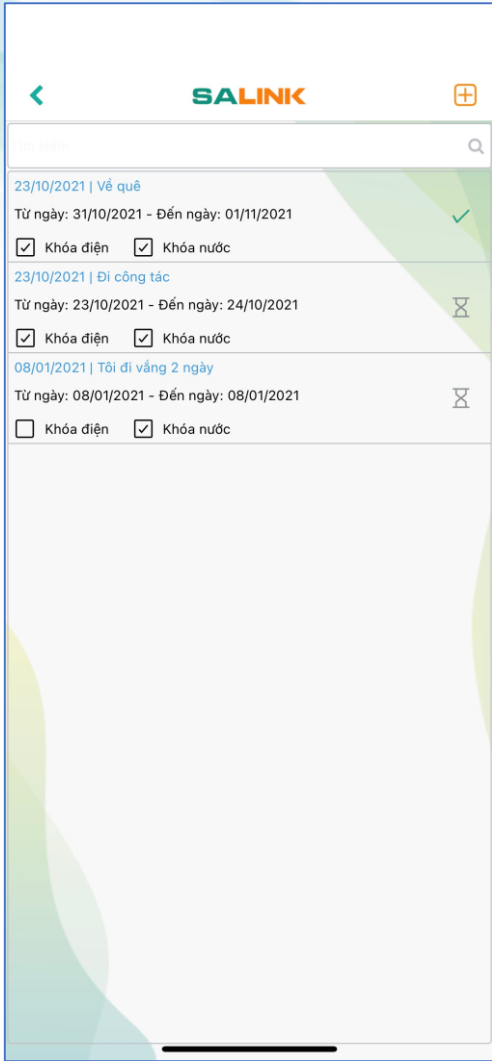 SALINK
23/10/2021 | Về quê
Từ ngày: 31/10/2021 - Đến ngày: 01/11/2021
Khóa điện Khóa nước
23/10/2021 | Đi công tác
Từ ngày: 23/10/2021 - Đến ngày: 24/10/2021
Khóa điện Khóa nước
08/01/2021 | Tôi đi vắng 2 ngày
Từ ngày: 08/01/2021 - Đến ngày: 08/01/2021
Khóa điện Khóa nước